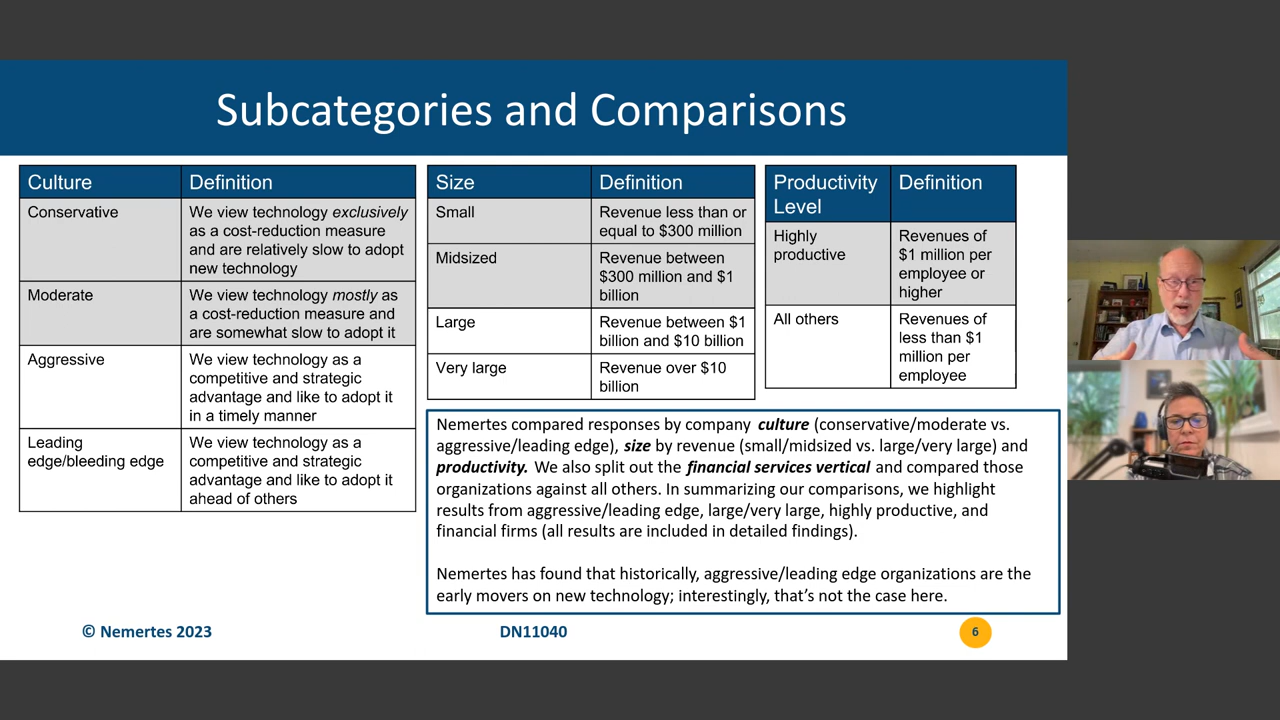 Subcategories and Comparisons
Culture
Definition
Conservative
We view technology exclusively
as a cost-reduction measure
and are relatively slow to adopt
new technology
Moderate
We view technology mostly as
a cost-reduction measure and
are somewhat slow to adopt it
Aggressive
We view technology as a
competitive and strategic
advantage and like to adopt it
in a timely manner
Leading
edge/bleeding edge
We view technology as a
competitive and strategic
advantage and like to adopt it
ahead of others
Size
Definition
Small
Revenue less than or
equal to $300 million
Midsized
Revenue between
$300 million and $1
billion
Large
Revenue between $1
billion and $10 billion
Very large
Revenue over $10
billion
Productivity
Level
Definition
Highly
productive
Revenues of
$1 million per
employee or
higher
All others
Revenues of
less than $1
million per
employee
Nemertes compared responses by company culture (conservative/moderate vs.
aggressive/leading edge), size by revenue (small/midsized vs. large/very large) and
productivity. We also split out the financial services vertical and compared those
organizations against all others. In summarizing our comparisons, we highlight
results from aggressive/leading edge, large/very large, highly productive, and
financial firms (all results are included in detailed findings).
Nemertes has found that historically, aggressive/leading edge organizations are the
early movers on new technology; interestingly, that's not the case here.
© Nemertes 2023
DN11040
6